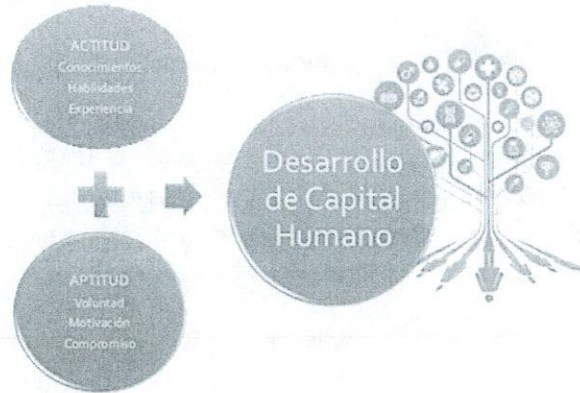 ACTITUD
Conocimientos
Habilidades
Experiencia
APTITUD
Voluntad
Motivación
Compromiso
Desarrollo
de Capital
Humano